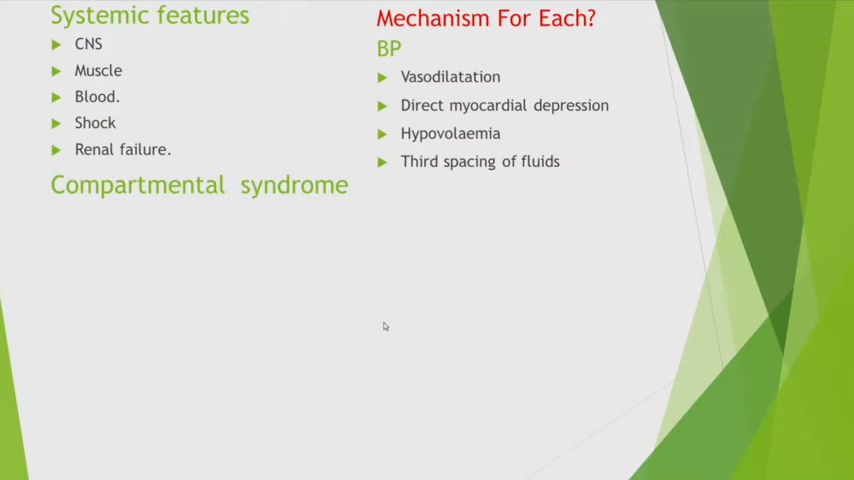 Systemic features
CNS
Muscle
Blood.
Shock
Renal failure.
Compartmental syndrome
Mechanism For Each?
BP
Vasodilatation
Direct myocardial depression
Hypovolaemia
Third spacing of fluids